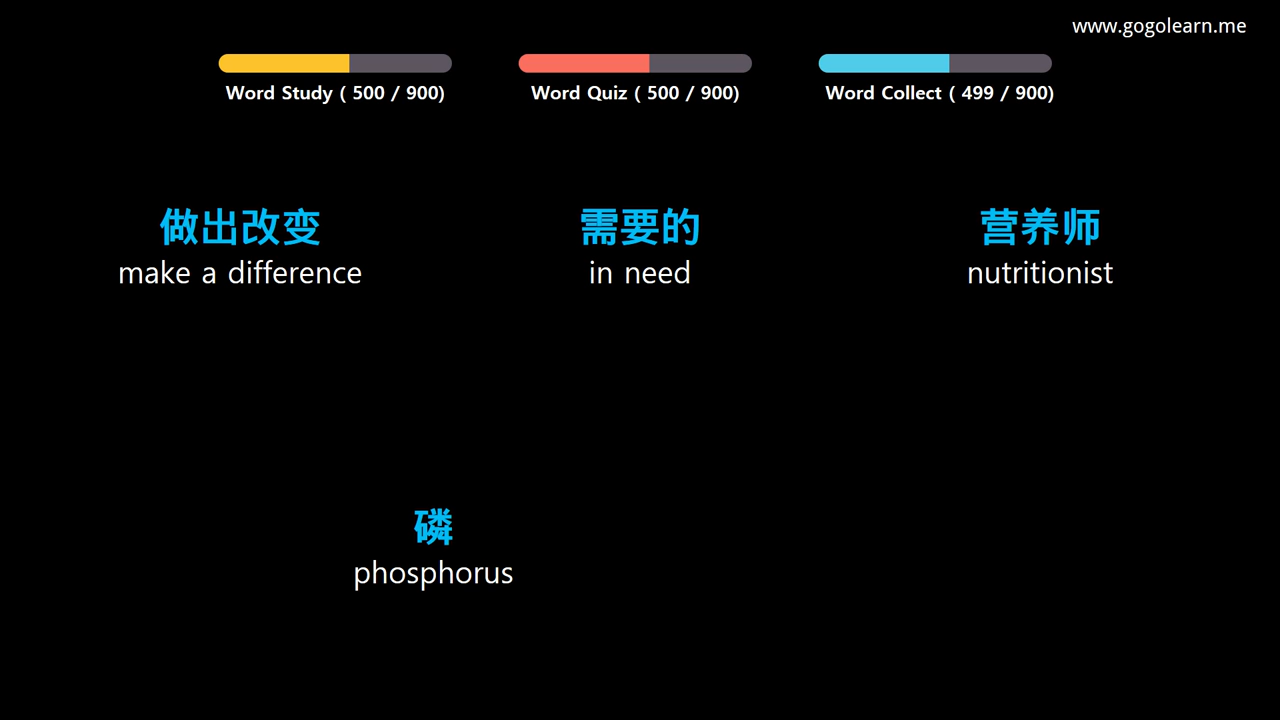 www.gogolearn.me
Word Study ( 500 / 900)
Word Quiz ( 500 / 900)
Word Collect ( 499 / 900)
做出改变
make a difference
需要的
in need
营养师
nutritionist
磷
phosphorus